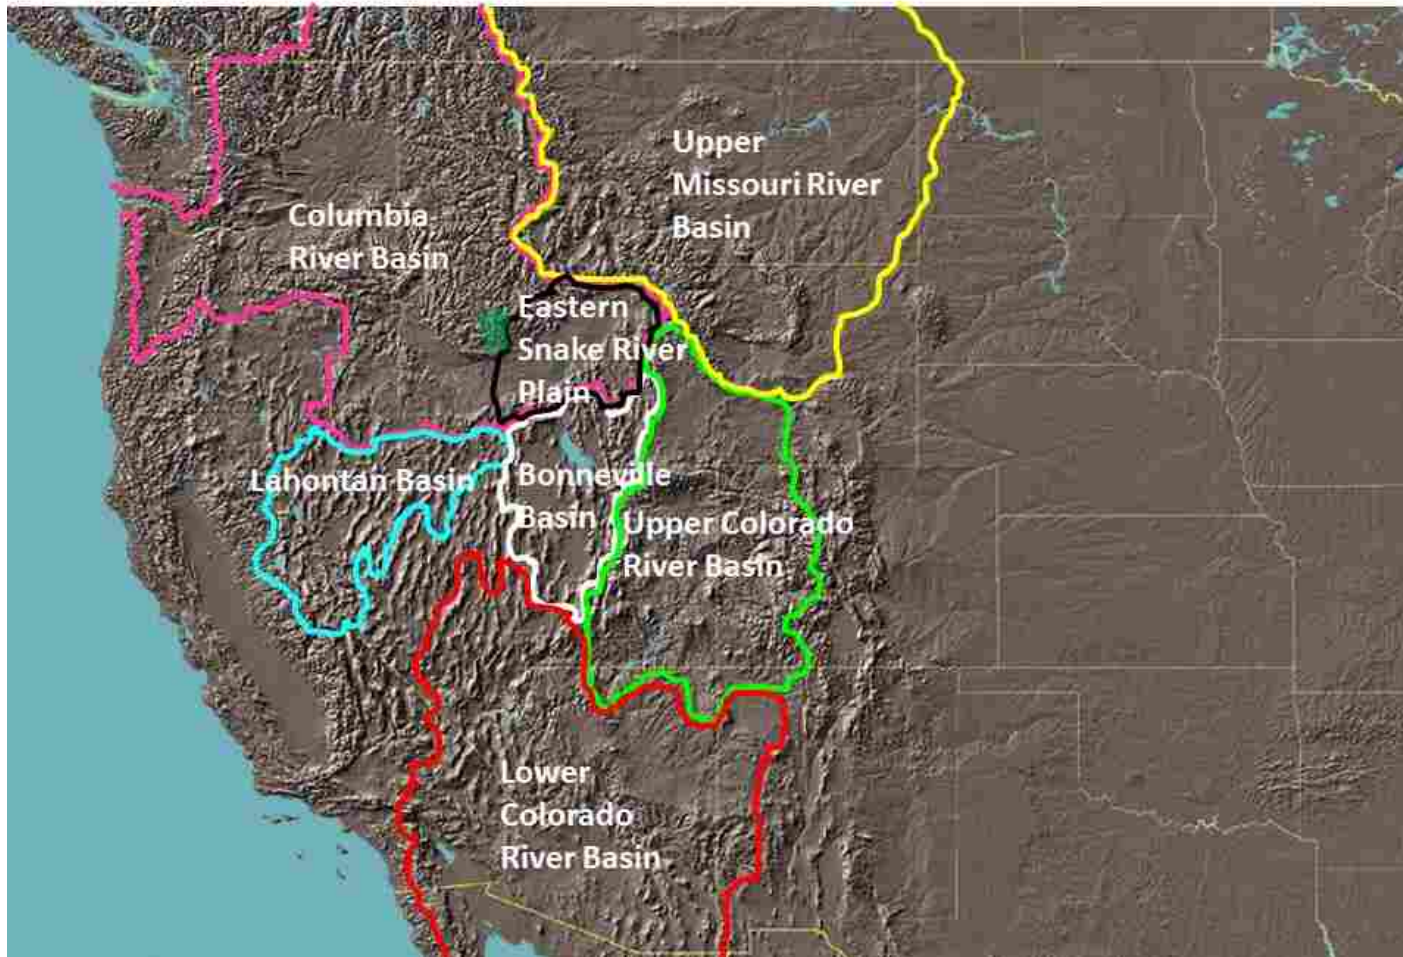 Upper
Missouri River
Basin
Columbia
River Basin
Eastern
Snake River
Plain
Lahontan Basin
Bonneville
Basin
Upper Colorado
River Basin
Lower
Colorado
River Basin